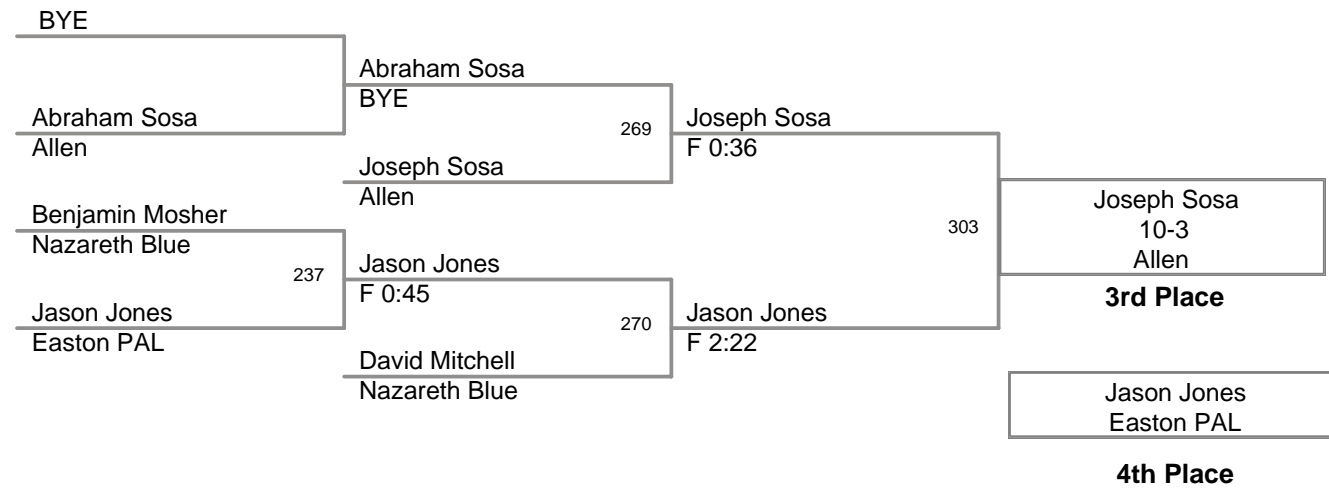 BYE
Abraham Sosa
BYE
Abraham Sosa
Allen
269
Joseph Sosa
F 0:36
Joseph Sosa
Allen
Benjamin Mosher
Nazareth Blue
303
Joseph Sosa
10-3
Allen
3rd Place
237
Jason Jones
F 0:45
Jason Jones
Easton PAL
270
Jason Jones
F 2:22
David Mitchell
Nazareth Blue
Jason Jones
Easton PAL
4th Place